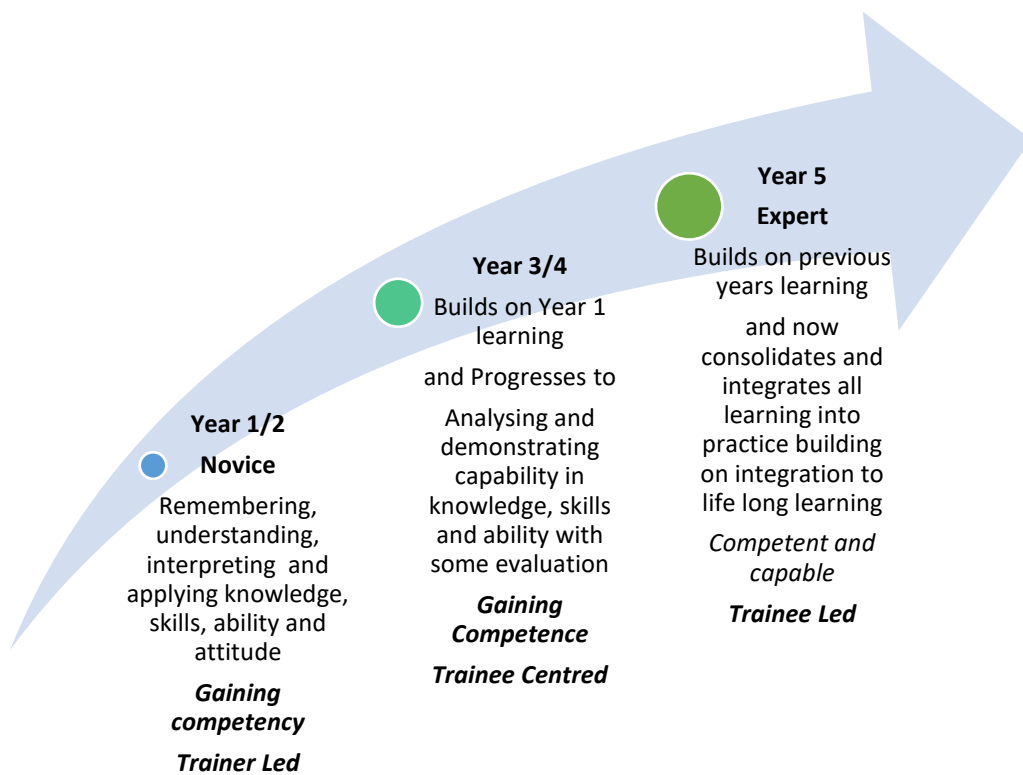 Year 1/2
Novice
Remembering,
understanding,
interpreting and
applying knowledge,
skills, ability and
attitude
Gaining
competency
Trainer Led
Year 3/4
Builds on Year 1
learning
and Progresses to
Analysing and
demonstrating
capability in
knowledge, skills
and ability with
some evaluation
Gaining
Competence
Trainee Centred
Year 5
Expert
Builds on previous
years learning
and now
consolidates and
integrates all
learning into
practice building
on integration to
life long learning
Competent and
capable
Trainee Led